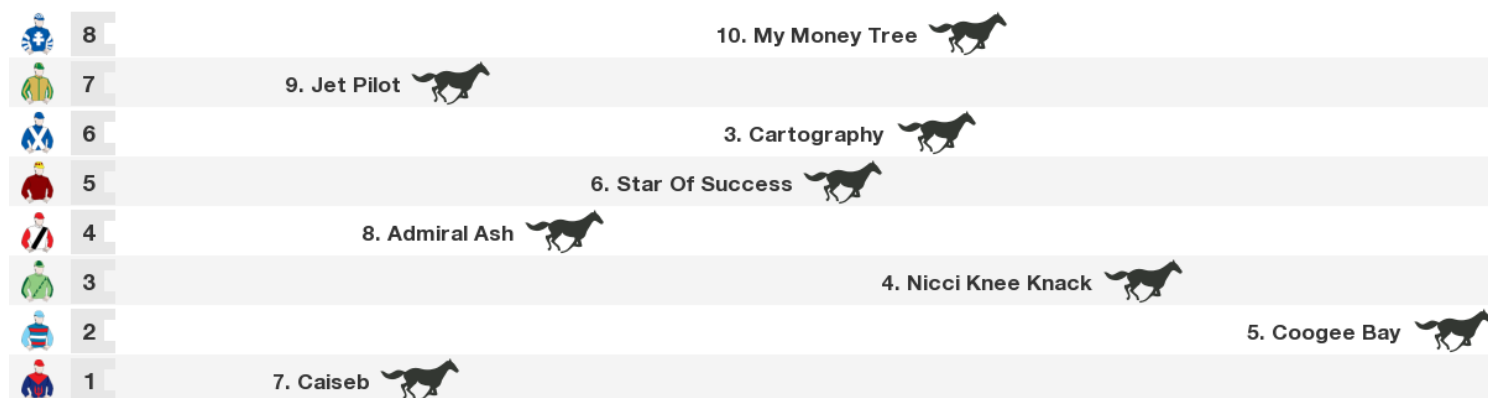 8 10. My Money Tree
7 9. Jet Pilot
6 3. Cartography
5 6. Star Of Success
4 8. Admiral Ash
3 4. Nicci Knee Knack
2 5. Coogee Bay
1 7. Caiseb